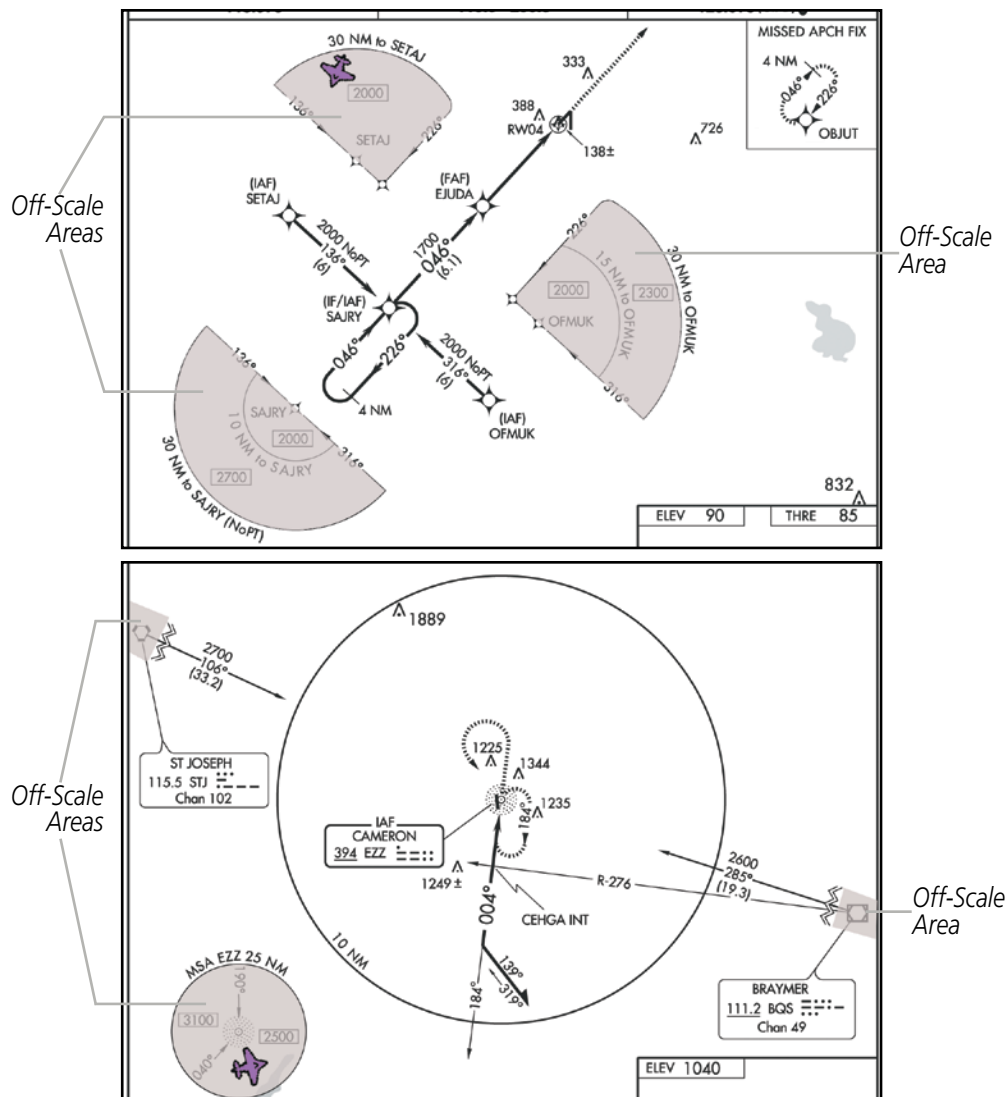 30 NM to SETAJ
2000
136°
226°
SETAJ
333
388
RW04
138±
726
MISSED APCH FIX
4 NM
046°
226°
OBJUT
Off-Scale
Areas
(IAF)
SETAJ
2000 NoPT
136°
(6)
(FAF)
EJUDA
1700
046°
(6.1)
(IF/IAF)
SAJRY
046°
226°
4 NM
2000 NoPT
316°
(6)
(IAF)
OFMUK
226°
30 NM to OFMUK
15 NM to OFMUK
2000
2300
OFMUK
316°
Off-Scale
Area
136°
SAJRY
2000
316°
10 NM to SAJRY
2700
30 NM to SAJRY (NoPT)
832
ELEV 90
THRE 85
1889
2700
106°
(33.2)
ST JOSEPH
115.5 STJ
Chan 102
Off-Scale
Areas
1225
1344
1235
184°
IAF
CAMERON
394 EZZ
1249 ±
R-276
2600
285°
(19.3)
Off-Scale
Area
004°
CEHGA INT
10 NM
139°
319°
184°
BRAYMER
111.2 BQS
Chan 49
MSA EZZ 25 NM
190°
3100
2500
040°
ELEV 1040